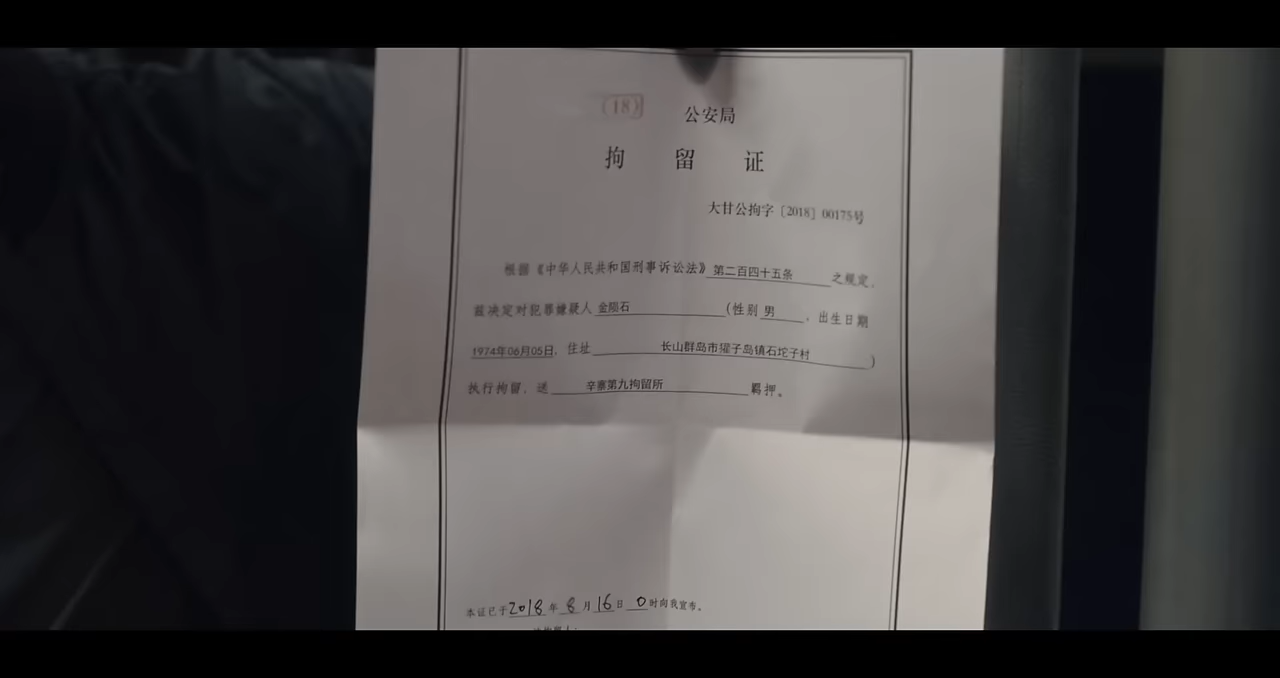 (18) 公安局
拘留证
大甘公拘字〔2018〕00175号
根据《中华人民共和国刑事诉讼法》第二百四十五条之规定，
兹决定对犯罪嫌疑人金陨石（性别男，出生日期
1974年06月05日，住址长山群岛市獾子岛镇石坨子村）
执行拘留，送辛寨第九拘留所羁押。
本证已于2018年8月16日0时向我宣布。